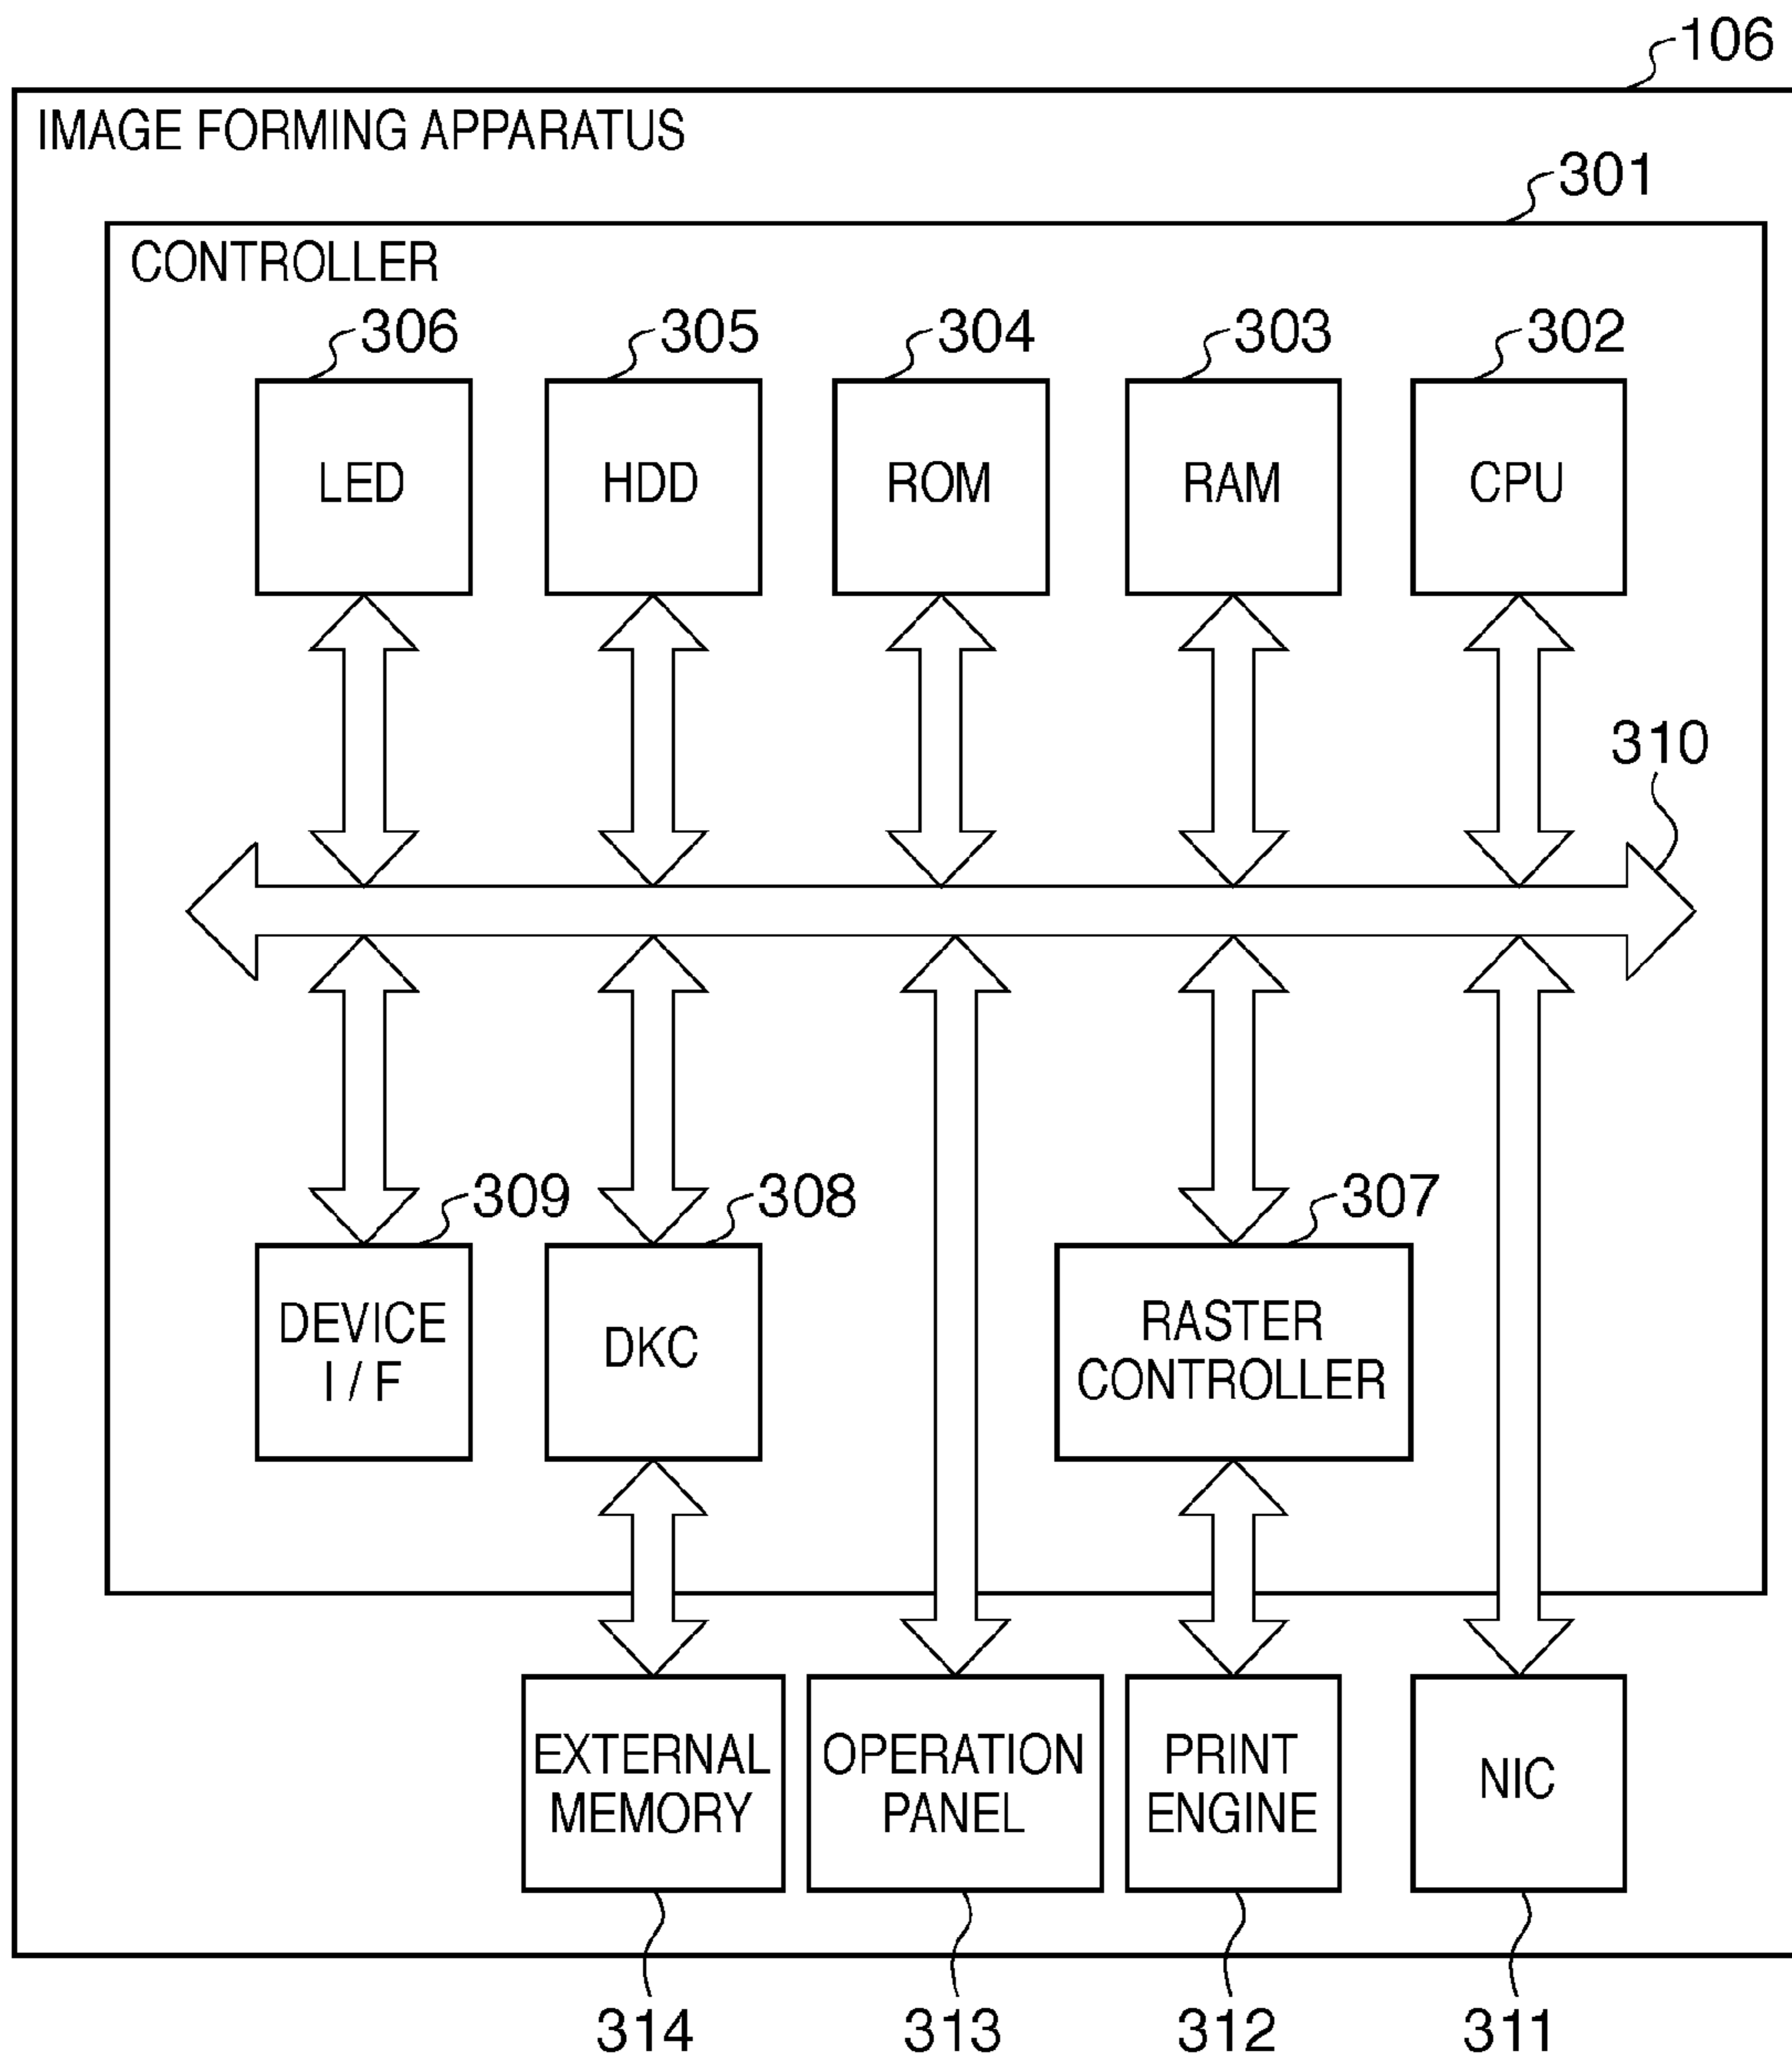 106
IMAGE FORMING APPARATUS
301
CONTROLLER
306 305 304 303 302
LED HDD ROM RAM CPU
310
309 308 307
DEVICE
I / F
DKC
RASTER
CONTROLLER
EXTERNAL
MEMORY
OPERATION
PANEL
PRINT
ENGINE
NIC
314 313 312 311